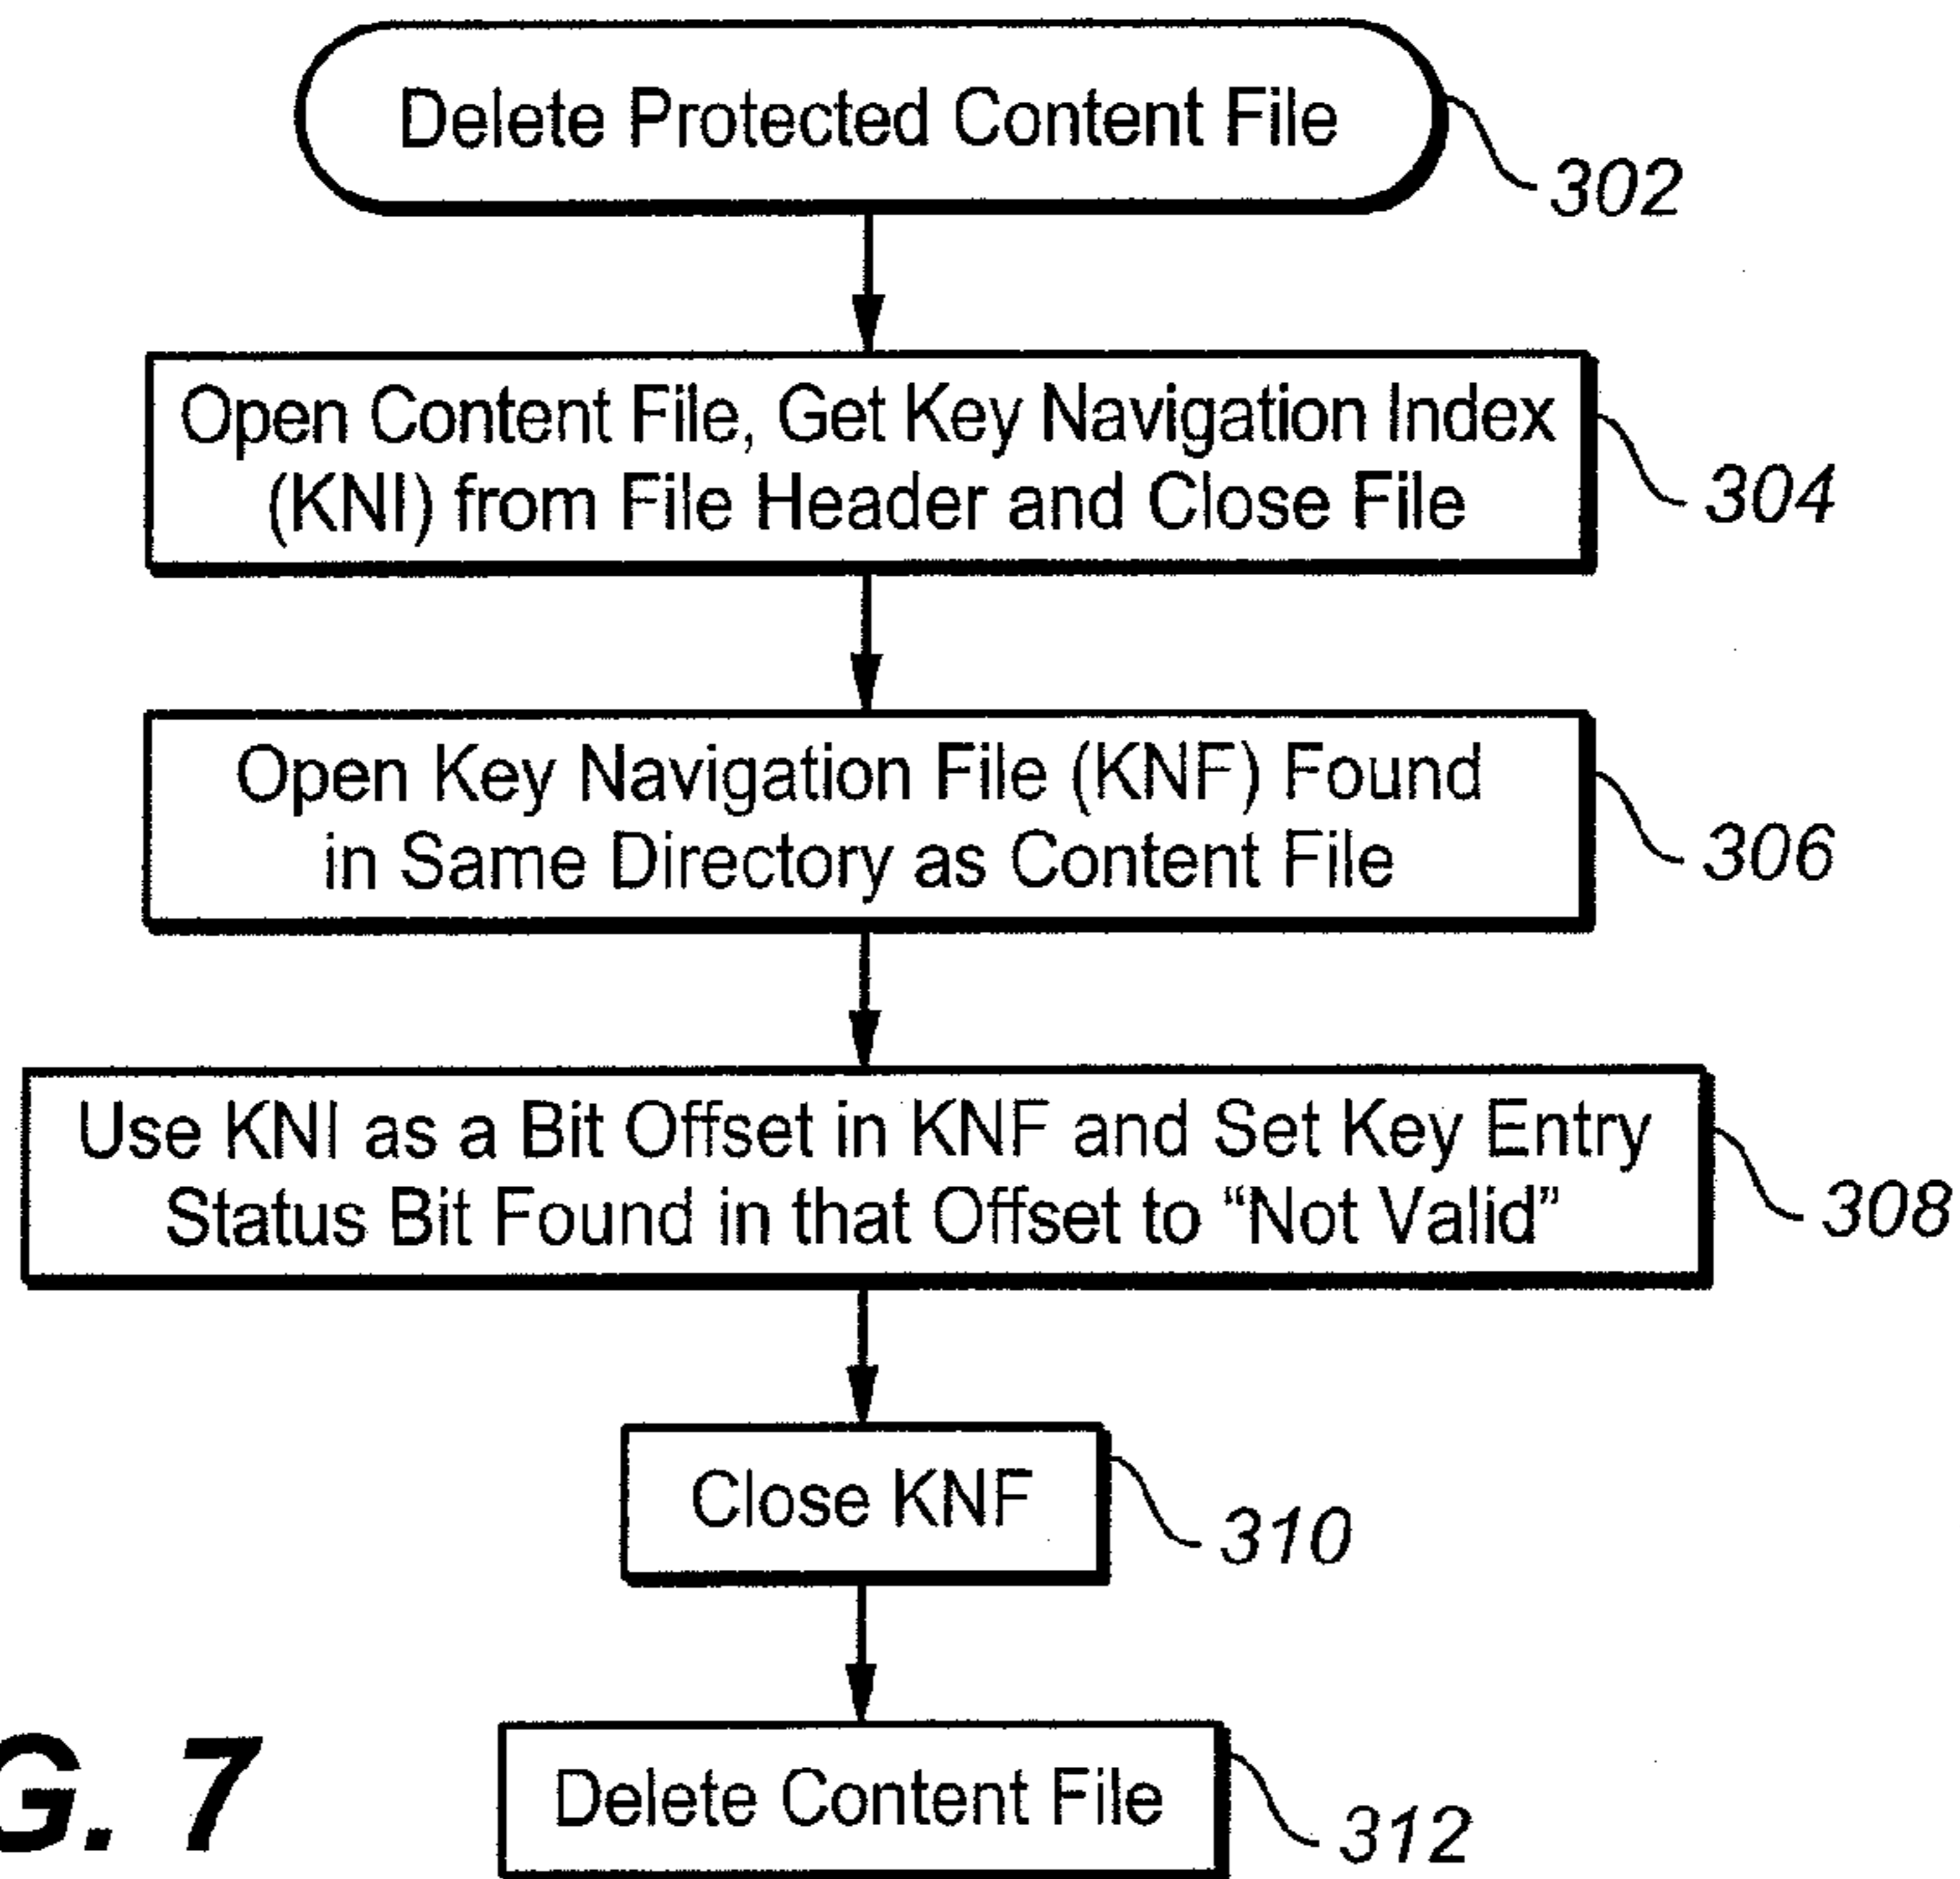 Delete Protected Content File
302
Open Content File, Get Key Navigation Index
(KNI) from File Header and Close File
304
Open Key Navigation File (KNF) Found
in Same Directory as Content File
306
Use KNI as a Bit Offset in KNF and Set Key Entry
Status Bit Found in that Offset to “Not Valid”
308
Close KNF
310
Delete Content File
312
G. 7